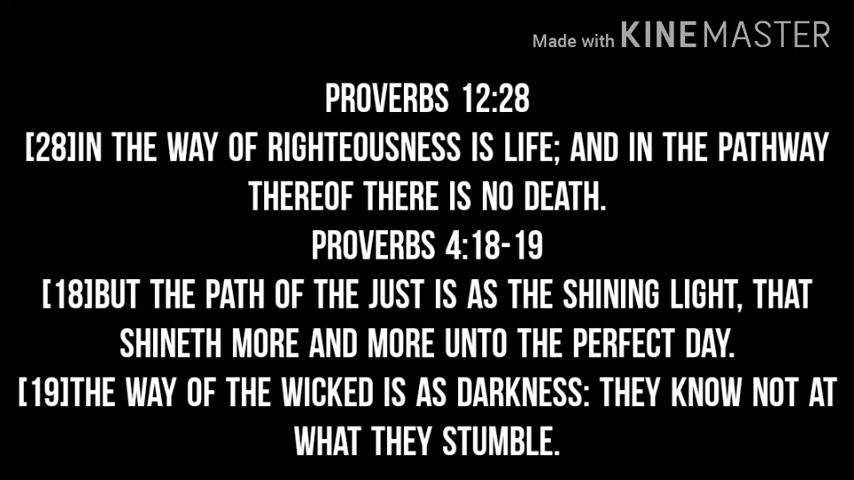 Made with KINEMASTER
PROVERBS 12:28
[28]IN THE WAY OF RIGHTEOUSNESS IS LIFE; AND IN THE PATHWAY
THEREOF THERE IS NO DEATH.
PROVERBS 4:18-19
[18]BUT THE PATH OF THE JUST IS AS THE SHINING LIGHT, THAT
SHINETH MORE AND MORE UNTO THE PERFECT DAY.
[19]THE WAY OF THE WICKED IS AS DARKNESS: THEY KNOW NOT AT
WHAT THEY STUMBLE.